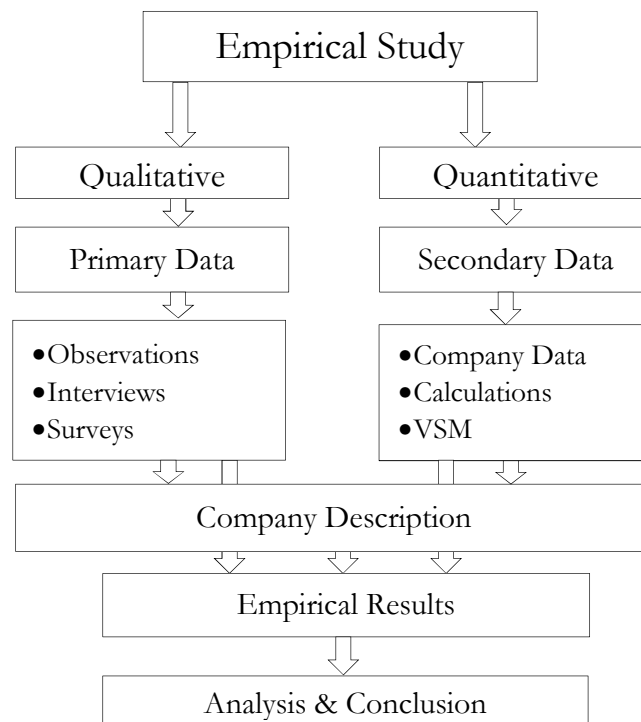 Empirical Study
Qualitative
Quantitative
Primary Data
Secondary Data
•Observations
•Interviews
•Surveys
•Company Data
•Calculations
•VSM
Company Description
Empirical Results
Analysis & Conclusion